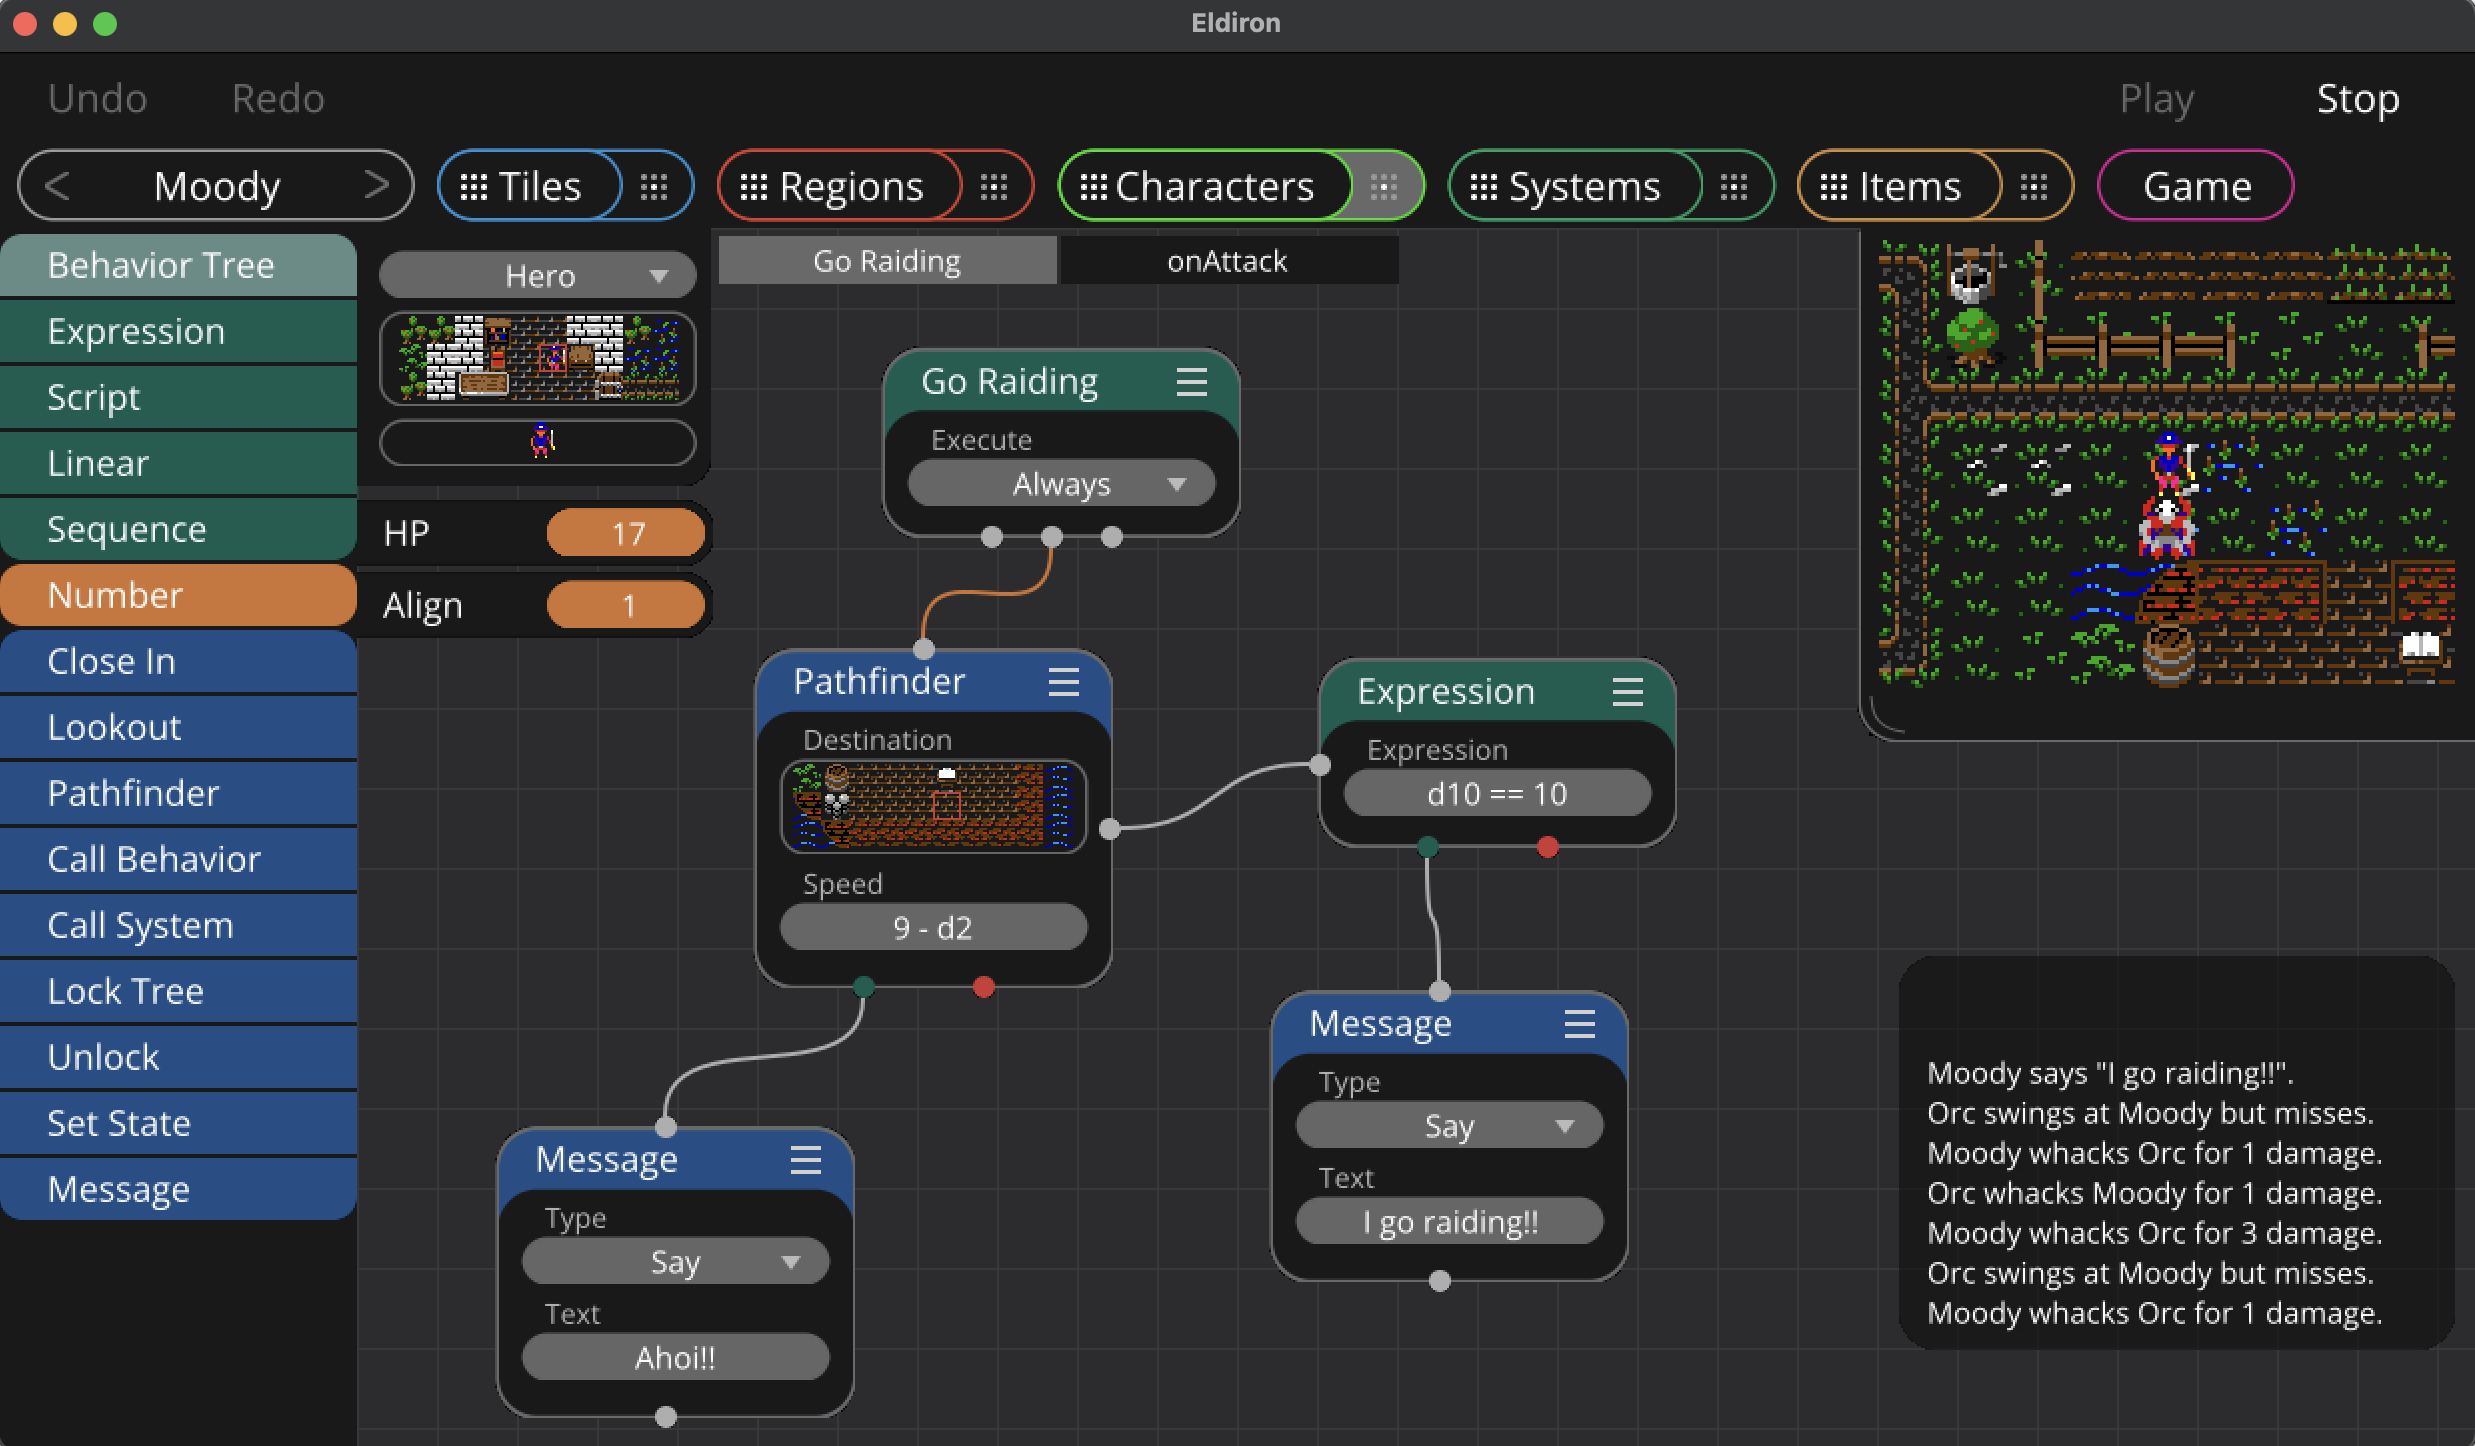 Eldiron
Undo Redo Play Stop
< Moody > Tiles Regions Characters Systems Items Game
Behavior Tree
Expression
Script
Linear
Sequence
Number
Close In
Lookout
Pathfinder
Call Behavior
Call System
Lock Tree
Unlock
Set State
Message
Hero
HP 17
Align 1
Go Raiding onAttack
Go Raiding
Execute
Always
Pathfinder
Destination
Speed
9 - d2
Expression
Expression
d10 == 10
Message
Type
Say
Text
Ahoi!!
Message
Type
Say
Text
I go raiding!!
Moody says "I go raiding!!".
Orc swings at Moody but misses.
Moody whacks Orc for 1 damage.
Orc whacks Moody for 1 damage.
Moody whacks Orc for 3 damage.
Orc swings at Moody but misses.
Moody whacks Orc for 1 damage.